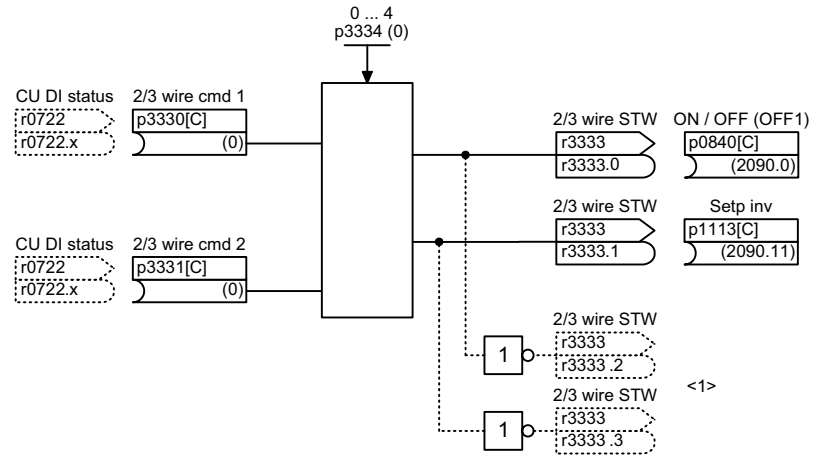 0 ... 4
p3334 (0)
CU DI status
2/3 wire cmd 1
r0722
p3330[C]
r0722.x
(0)
2/3 wire STW
ON / OFF (OFF1)
r3333
p0840[C]
r3333.0
(2090.0)
2/3 wire STW
Setp inv
r3333
p1113[C]
r3333.1
(2090.11)
CU DI status
2/3 wire cmd 2
r0722
p3331[C]
r0722.x
(0)
2/3 wire STW
1
r3333
r3333 .2
<1>
2/3 wire STW
1
r3333
r3333 .3